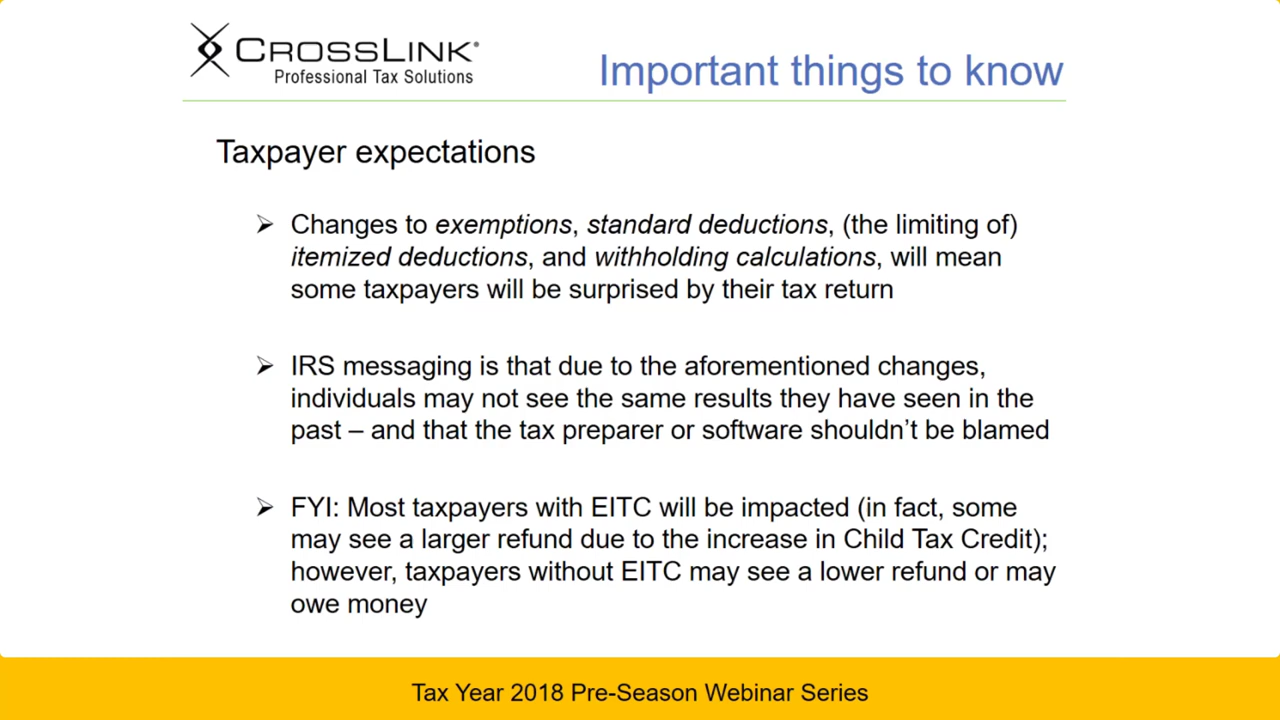 CROSSLINK®
Professional Tax Solutions
Important things to know
Taxpayer expectations
➢ Changes to exemptions, standard deductions, (the limiting of)
itemized deductions, and withholding calculations, will mean
some taxpayers will be surprised by their tax return
➢ IRS messaging is that due to the aforementioned changes,
individuals may not see the same results they have seen in the
past – and that the tax preparer or software shouldn’t be blamed
➢ FYI: Most taxpayers with EITC will be impacted (in fact, some
may see a larger refund due to the increase in Child Tax Credit);
however, taxpayers without EITC may see a lower refund or may
owe money
Tax Year 2018 Pre-Season Webinar Series